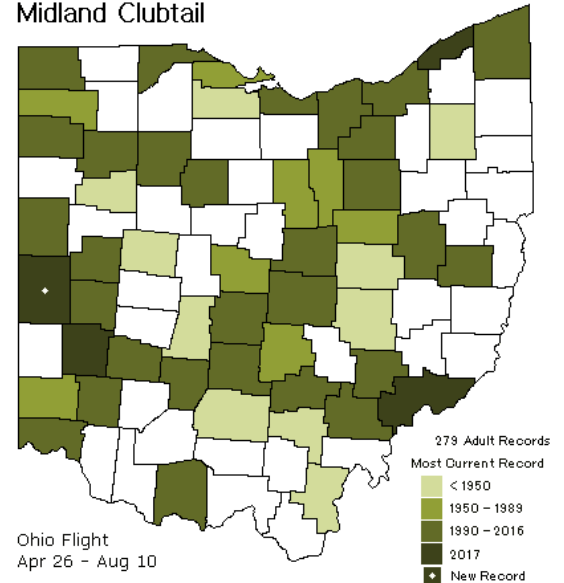 Midland Clubtail
279 Adult Records
Most Current Record
< 1950
1950 - 1989
1990 - 2016
2017
New Record
Ohio Flight
Apr 26 - Aug 10